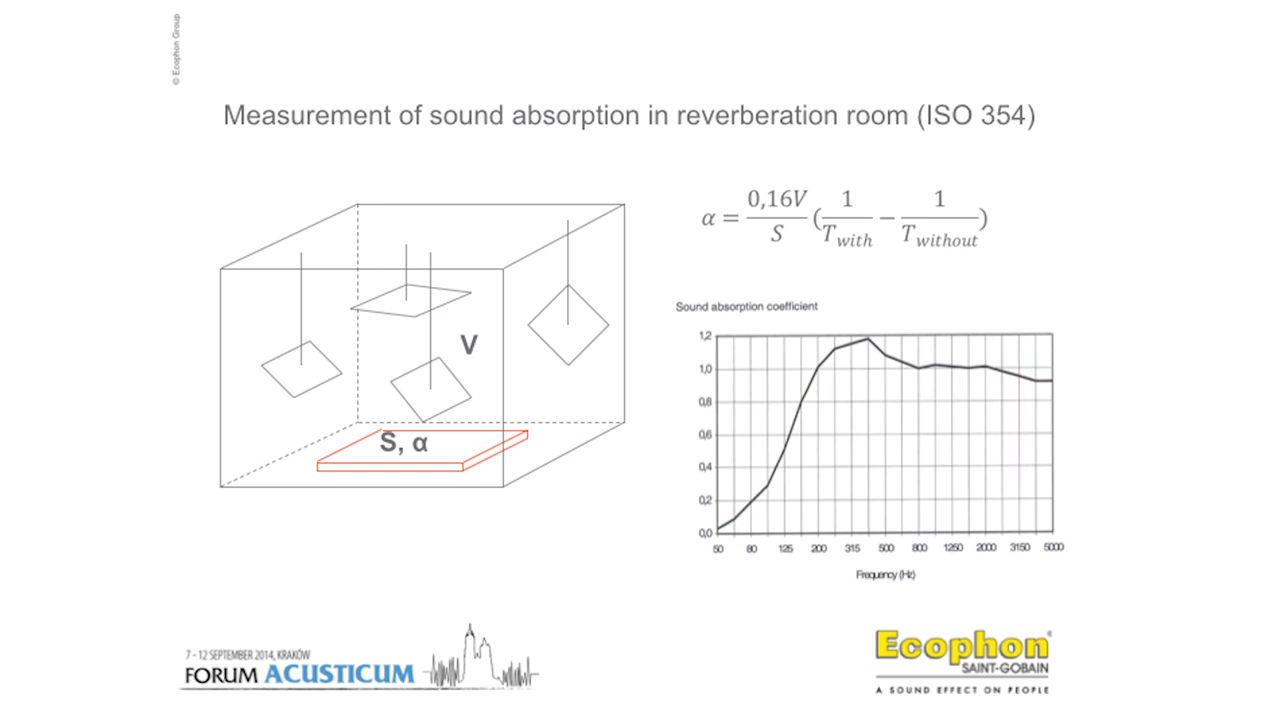 © Ecophon Group
Measurement of sound absorption in reverberation room (ISO 354)
α = 0,16V / S (1 / T_with − 1 / T_without)
V
S, α
Sound absorption coefficient
1,2
1,0
0,8
0,6
0,4
0,2
0,0
50 80 125 200 315 500 800 1250 2000 3150 5000
Frequency (Hz)
7 - 12 SEPTEMBER 2014, KRAKÓW
FORUM ACUSTICUM
Ecophon®
SAINT-GOBAIN
A SOUND EFFECT ON PEOPLE